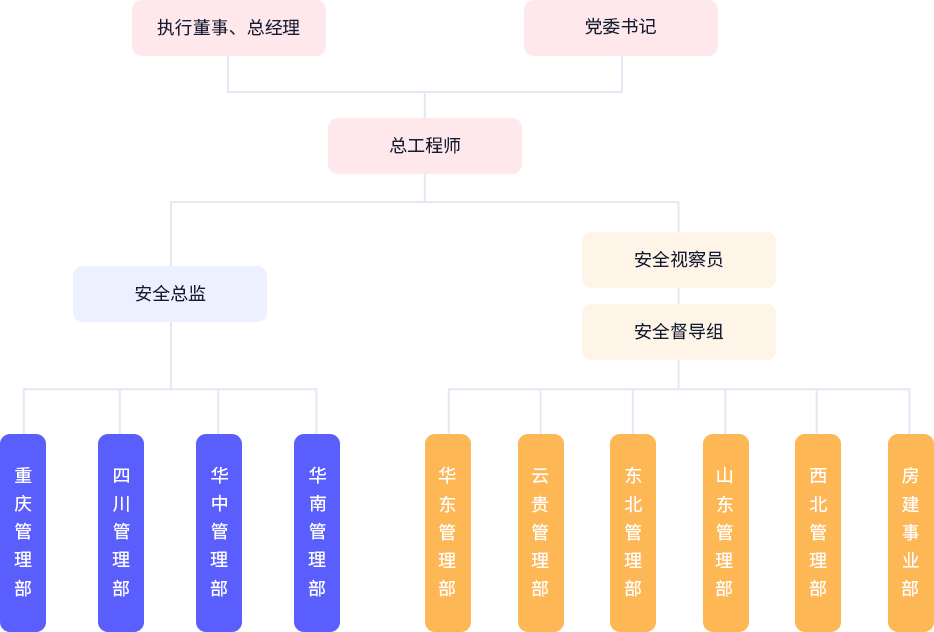 执行董事、总经理
党委书记
总工程师
安全视察员
安全总监
安全督导组
重庆管理部
四川管理部
华中管理部
华南管理部
华东管理部
云贵管理部
东北管理部
山东管理部
西北管理部
房建事业部